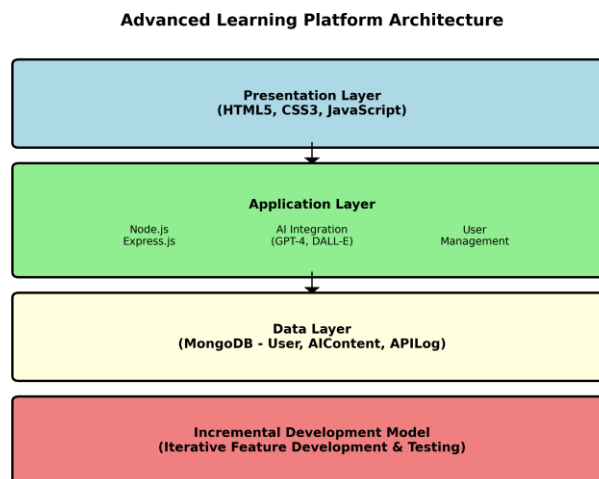 Advanced Learning Platform Architecture
Presentation Layer
(HTML5, CSS3, JavaScript)
Application Layer
Node.js
Express.js
AI Integration
(GPT-4, DALL-E)
User
Management
Data Layer
(MongoDB - User, AIContent, APILog)
Incremental Development Model
(Iterative Feature Development & Testing)